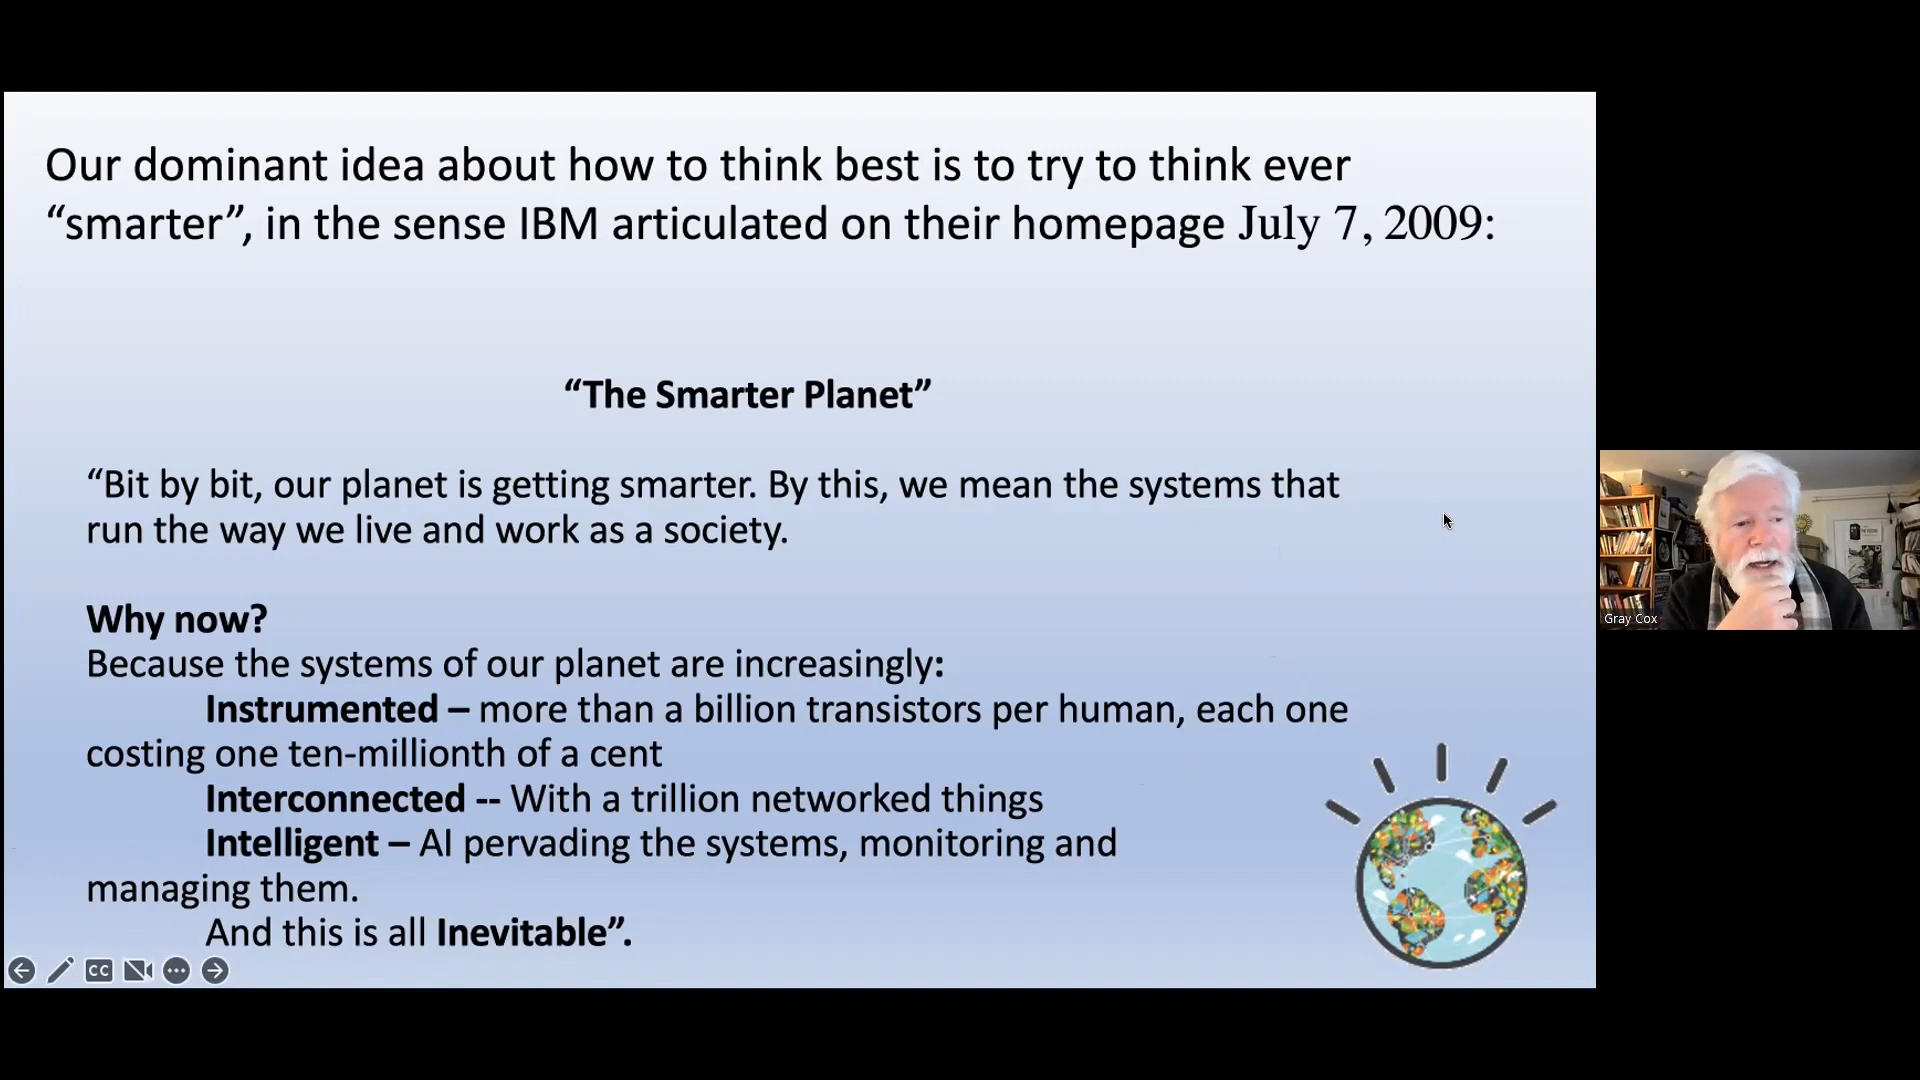 Our dominant idea about how to think best is to try to think ever
“smarter”, in the sense IBM articulated on their homepage July 7, 2009:
“The Smarter Planet”
“Bit by bit, our planet is getting smarter. By this, we mean the systems that
run the way we live and work as a society.
Why now?
Because the systems of our planet are increasingly:
Instrumented – more than a billion transistors per human, each one
costing one ten-millionth of a cent
Interconnected -- With a trillion networked things
Intelligent – AI pervading the systems, monitoring and
managing them.
And this is all Inevitable”.
CC
Gray Cox